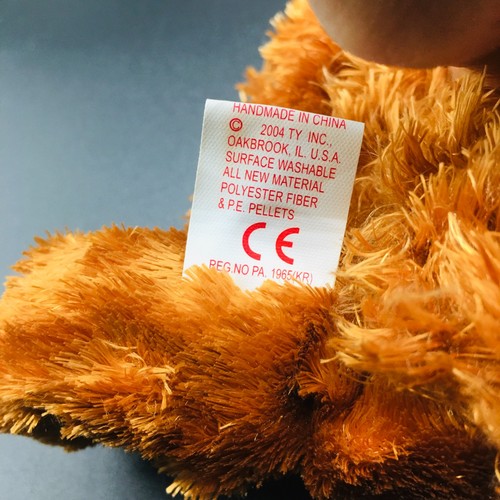 HANDMADE IN CHINA
© 2004 TY INC.,
OAKBROOK, IL. U.S.A.
SURFACE WASHABLE
ALL NEW MATERIAL
POLYESTER FIBER
& P.E. PELLETS
CE
REG.NO PA. 1965(KR)